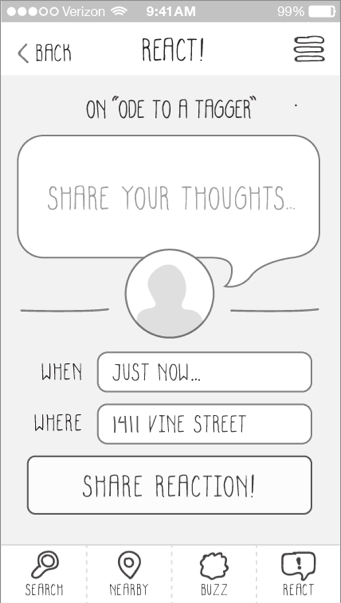 Verizon 9:41 AM 99%
BACK REACT!
ON "ODE TO A TAGGER"
SHARE YOUR THOUGHTS...
WHEN JUST NOW...
WHERE 1411 VINE STREET
SHARE REACTION!
SEARCH NEARBY BUZZ REACT